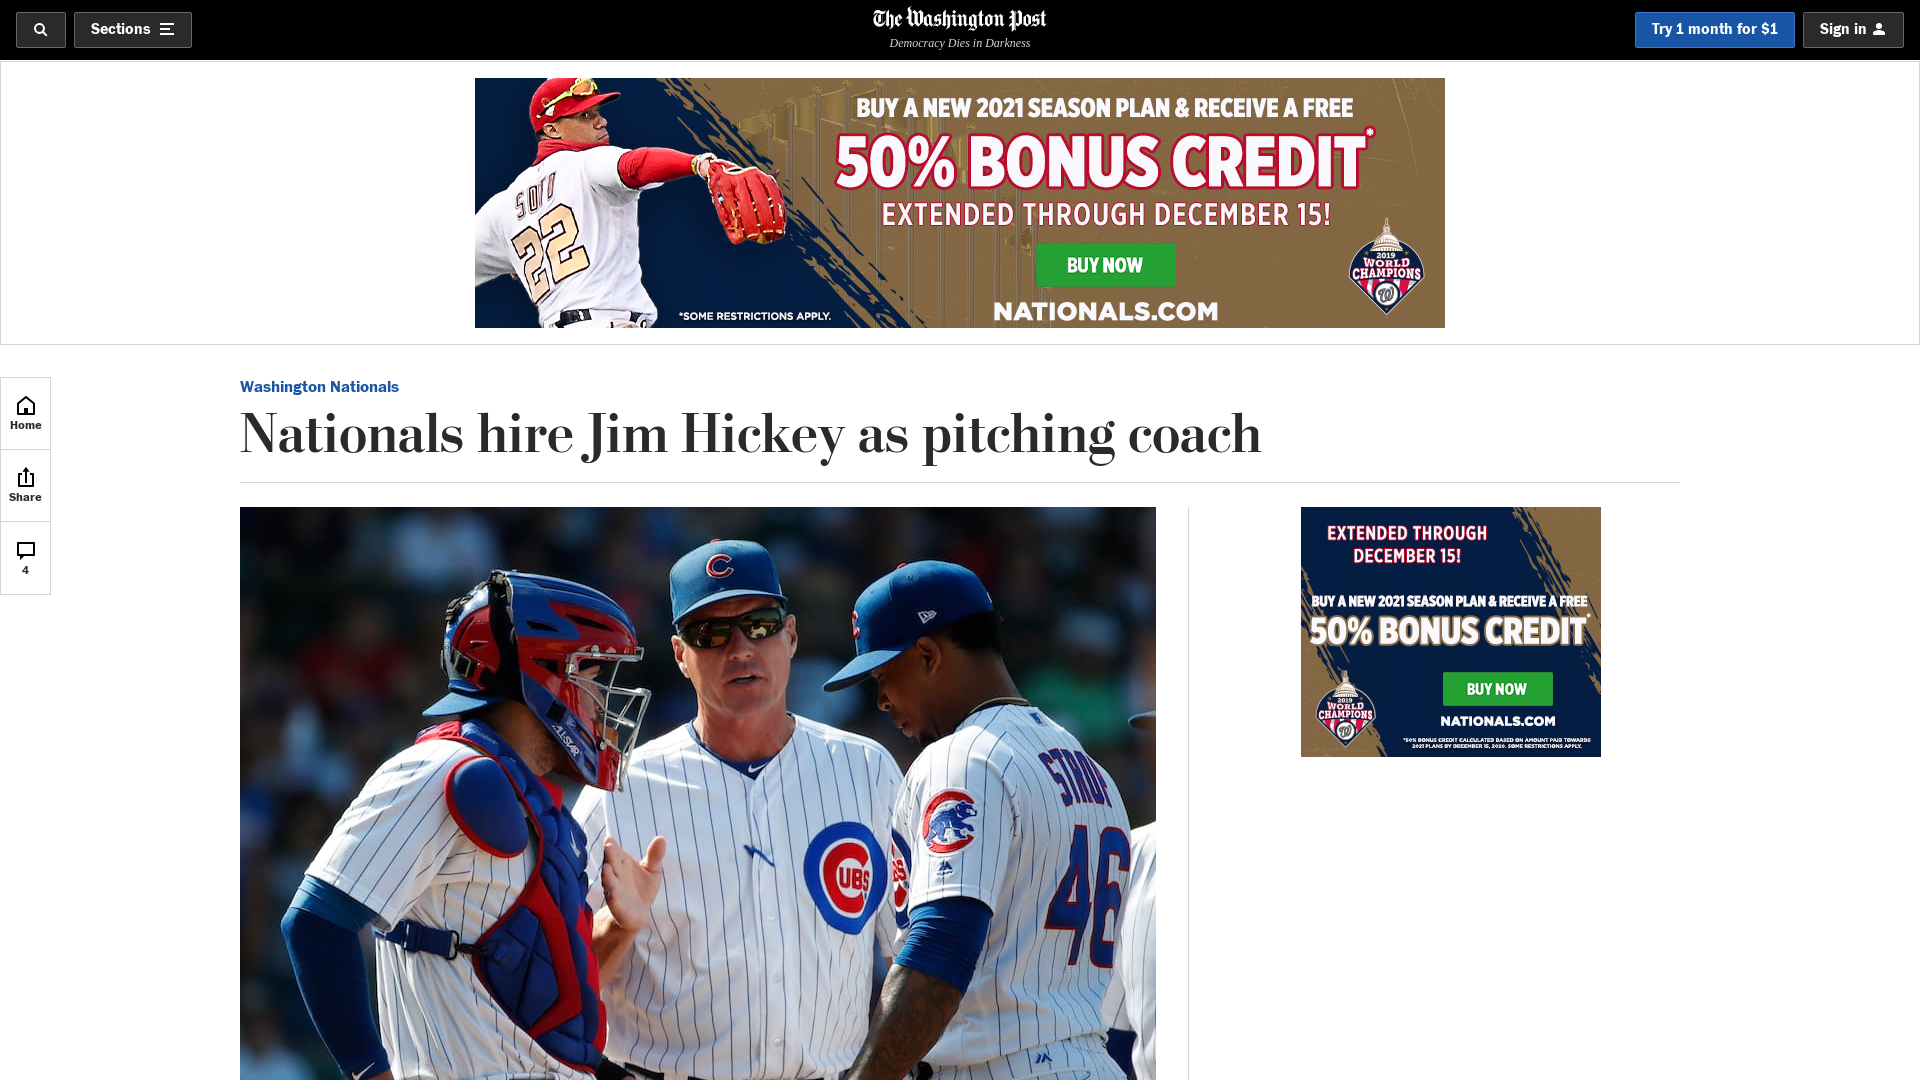 Sections
The Washington Post
Democracy Dies in Darkness
Try 1 month for $1
Sign in
BUY A NEW 2021 SEASON PLAN & RECEIVE A FREE
50% BONUS CREDIT*
EXTENDED THROUGH DECEMBER 15!
BUY NOW
NATIONALS.COM
*SOME RESTRICTIONS APPLY.
2019
WORLD
CHAMPIONS
W
22
Home
Share
4
Washington Nationals
Nationals hire Jim Hickey as pitching coach
C
STROP
46
UBS
ALL-STAR
EXTENDED THROUGH
DECEMBER 15!
BUY A NEW 2021 SEASON PLAN & RECEIVE A FREE
50% BONUS CREDIT*
BUY NOW
NATIONALS.COM
2019
WORLD
CHAMPIONS
W
*50% BONUS CREDIT CALCULATED BASED ON AMOUNT PAID TOWARDS
2021 PLANS BY DECEMBER 15, 2020. SOME RESTRICTIONS APPLY.